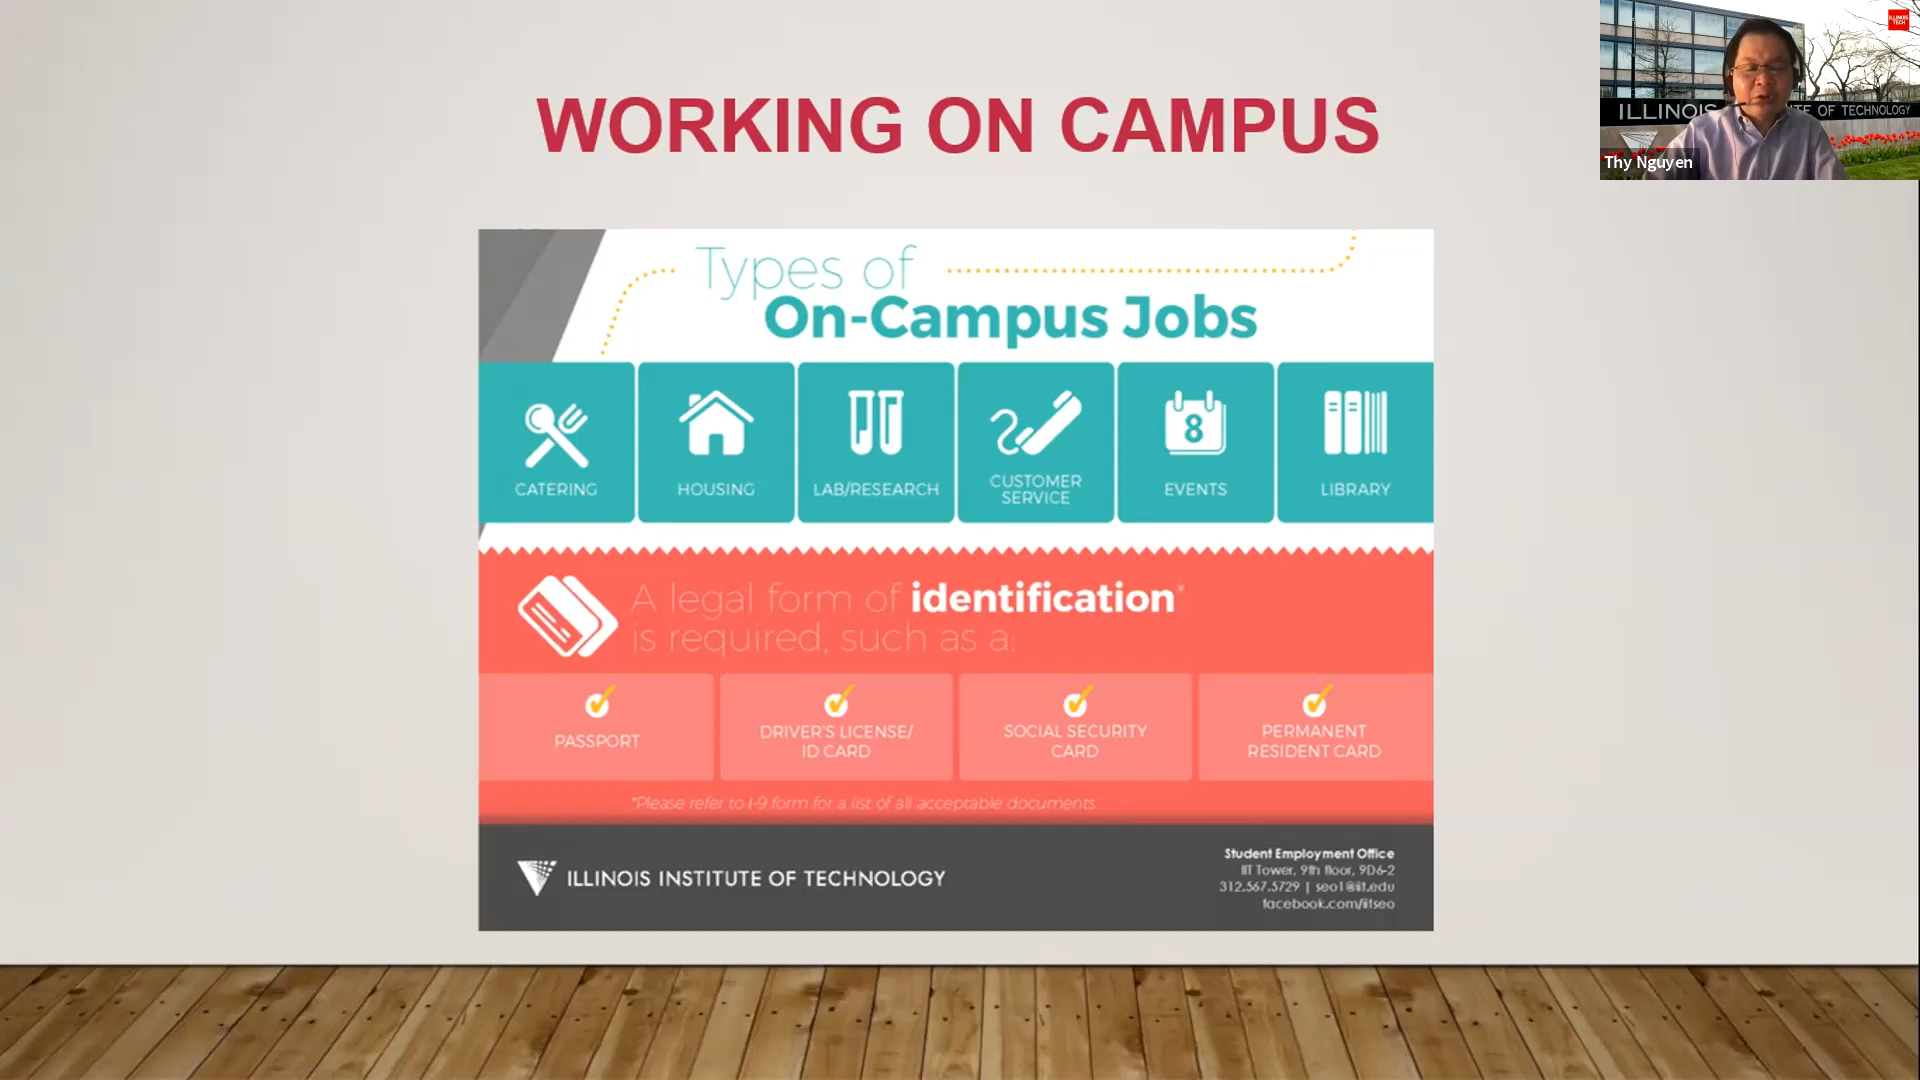 WORKING ON CAMPUS
ILLINOIS TECH
ILLINOIS
TE OF TECHNOLOGY
Thy Nguyen
Types of
On-Campus Jobs
CATERING
HOUSING
LAB/RESEARCH
CUSTOMER
SERVICE
8
EVENTS
LIBRARY
A legal form of identification*
is required, such as a:
PASSPORT
DRIVER'S LICENSE/
ID CARD
SOCIAL SECURITY
CARD
PERMANENT
RESIDENT CARD
*Please refer to I-9 form for a list of all acceptable documents
ILLINOIS INSTITUTE OF TECHNOLOGY
Student Employment Office
IIT Tower, 9th floor, 9D6-2
312.567.5729 | seo1@iit.edu
facebook.com/iitseo